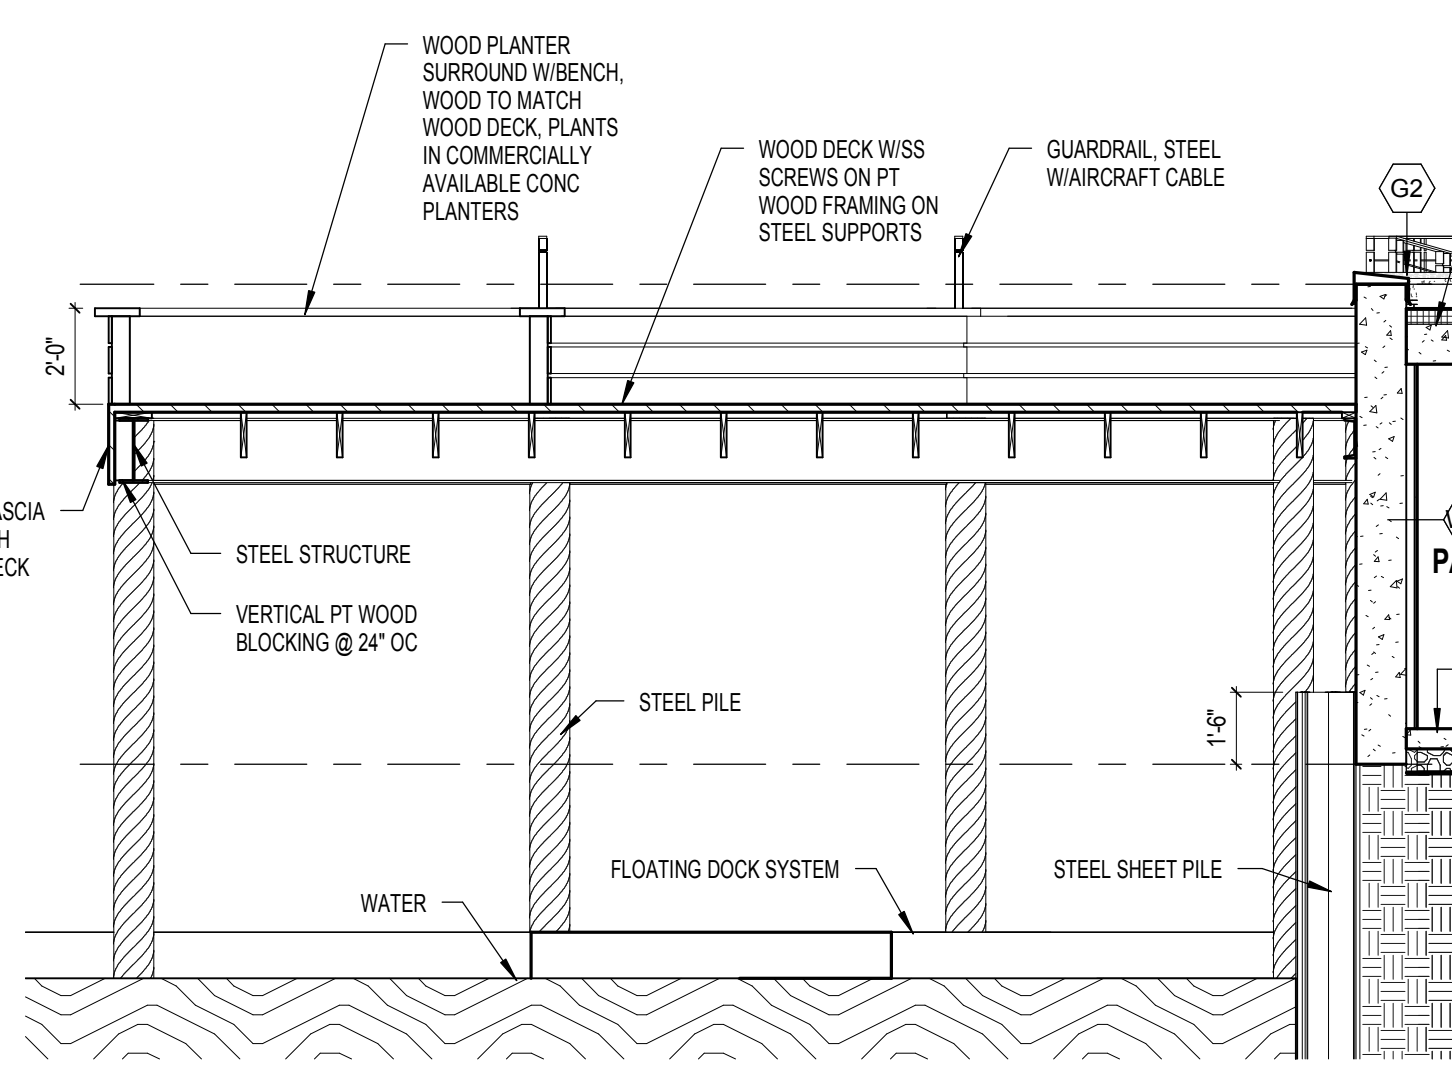 WOOD PLANTER
SURROUND W/BENCH,
WOOD TO MATCH
WOOD DECK, PLANTS
IN COMMERCIALLY
AVAILABLE CONC
PLANTERS
WOOD DECK W/SS
SCREWS ON PT
WOOD FRAMING ON
STEEL SUPPORTS
GUARDRAIL, STEEL
W/AIRCRAFT CABLE
G2
2'-0"
ASCIA
H
ECK
STEEL STRUCTURE
VERTICAL PT WOOD
BLOCKING @ 24" OC
STEEL PILE
1'-6"
PA
FLOATING DOCK SYSTEM
STEEL SHEET PILE
WATER